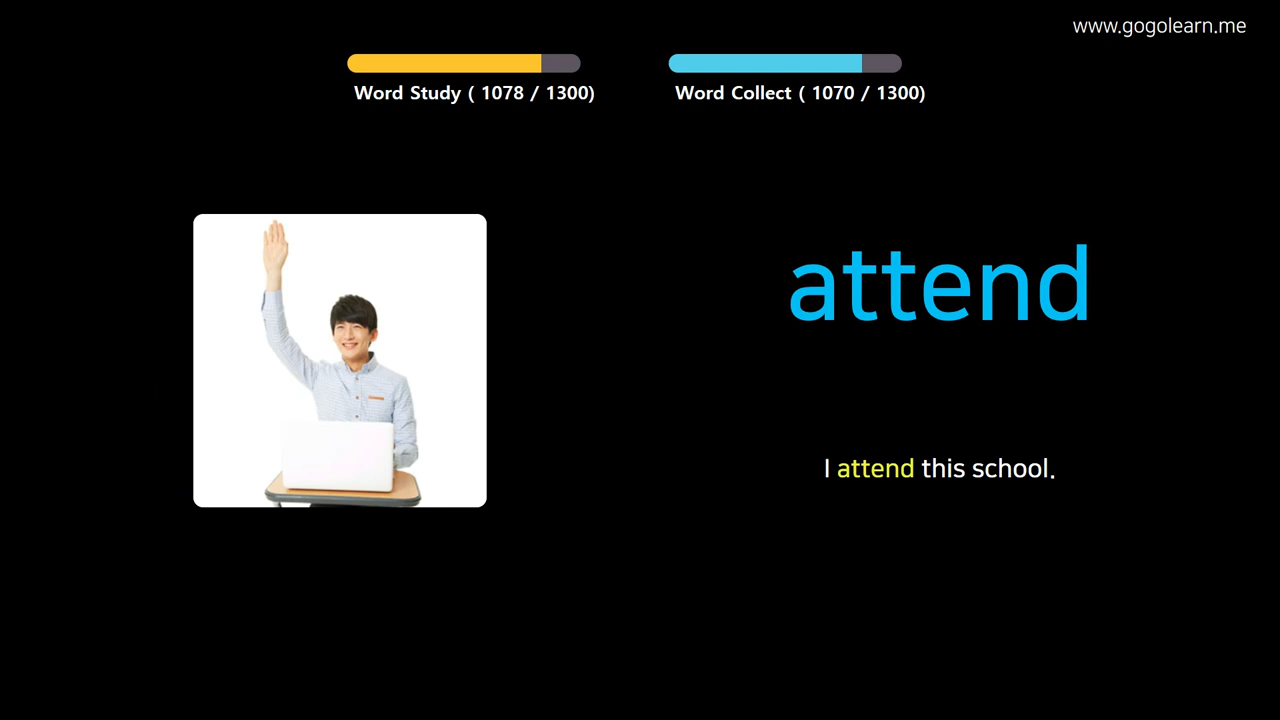 www.gogolearn.me
Word Study ( 1078 / 1300)
Word Collect ( 1070 / 1300)
attend
I attend this school.